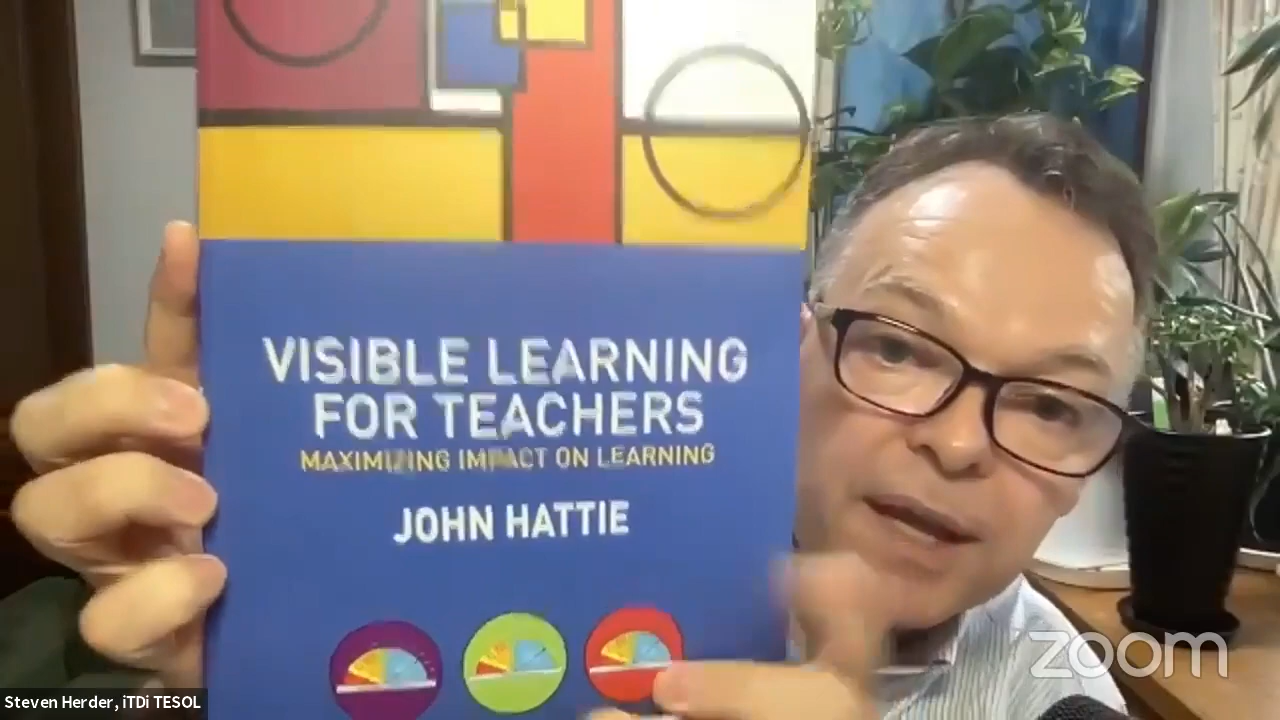 VISIBLE LEARNING
FOR TEACHERS
MAXIMIZING IMPACT ON LEARNING
JOHN HATTIE
zoom
Steven Herder, iTDi TESOL